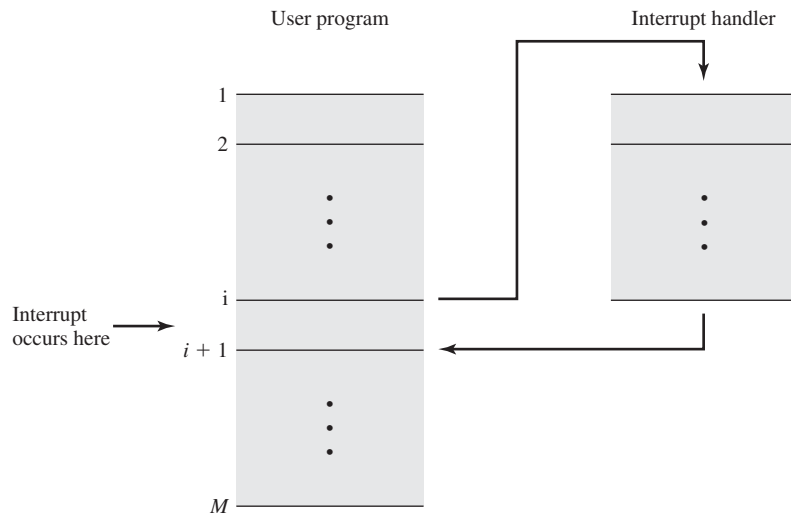 User program
Interrupt handler
1
2
i
Interrupt
occurs here
i + 1
M